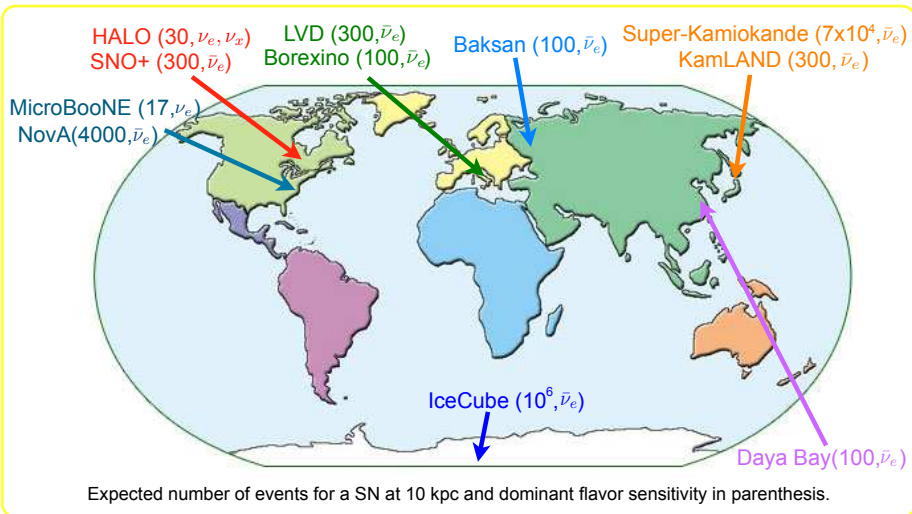 HALO (30, νₑ, νₓ)
SNO+ (300, ν̄ₑ)
LVD (300, ν̄ₑ)
Borexino (100, ν̄ₑ)
Baksan (100, ν̄ₑ)
Super-Kamiokande (7x10⁴, ν̄ₑ)
KamLAND (300, ν̄ₑ)
MicroBooNE (17, νₑ)
NovA(4000, ν̄ₑ)
IceCube (10⁶, ν̄ₑ)
Daya Bay(100, ν̄ₑ)
Expected number of events for a SN at 10 kpc and dominant flavor sensitivity in parenthesis.